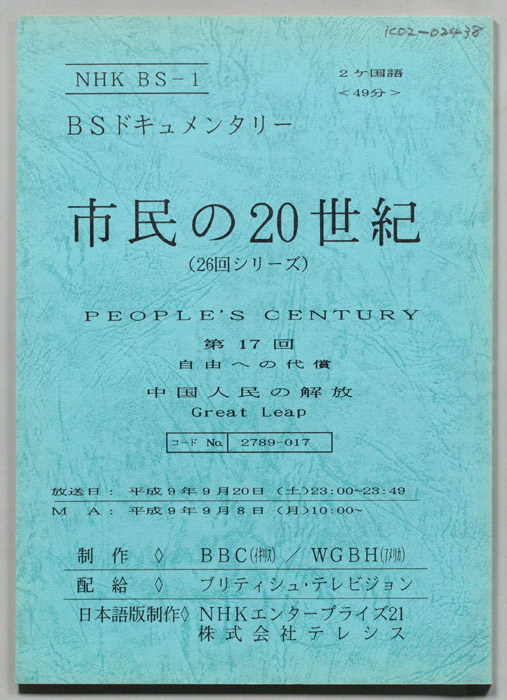 KO2-02438
NHK BS-1
2ケ国語
<49分>
BSドキュメンタリー
市民の20世紀
(26回シリーズ)
PEOPLE'S CENTURY
第17回
自由への代償
中国人民の解放
Great Leap
コード No. 2789-017
放送日: 平成9年9月20日 (土)23:00~23:49
M A: 平成9年9月8日 (月)10:00~
制作◊ BBC(イギリス) / WGBH(アメリカ)
配給◊ ブリティシュ・テレビジョン
日本語版制作◊ NHKエンタープライズ21
株式会社テレシス